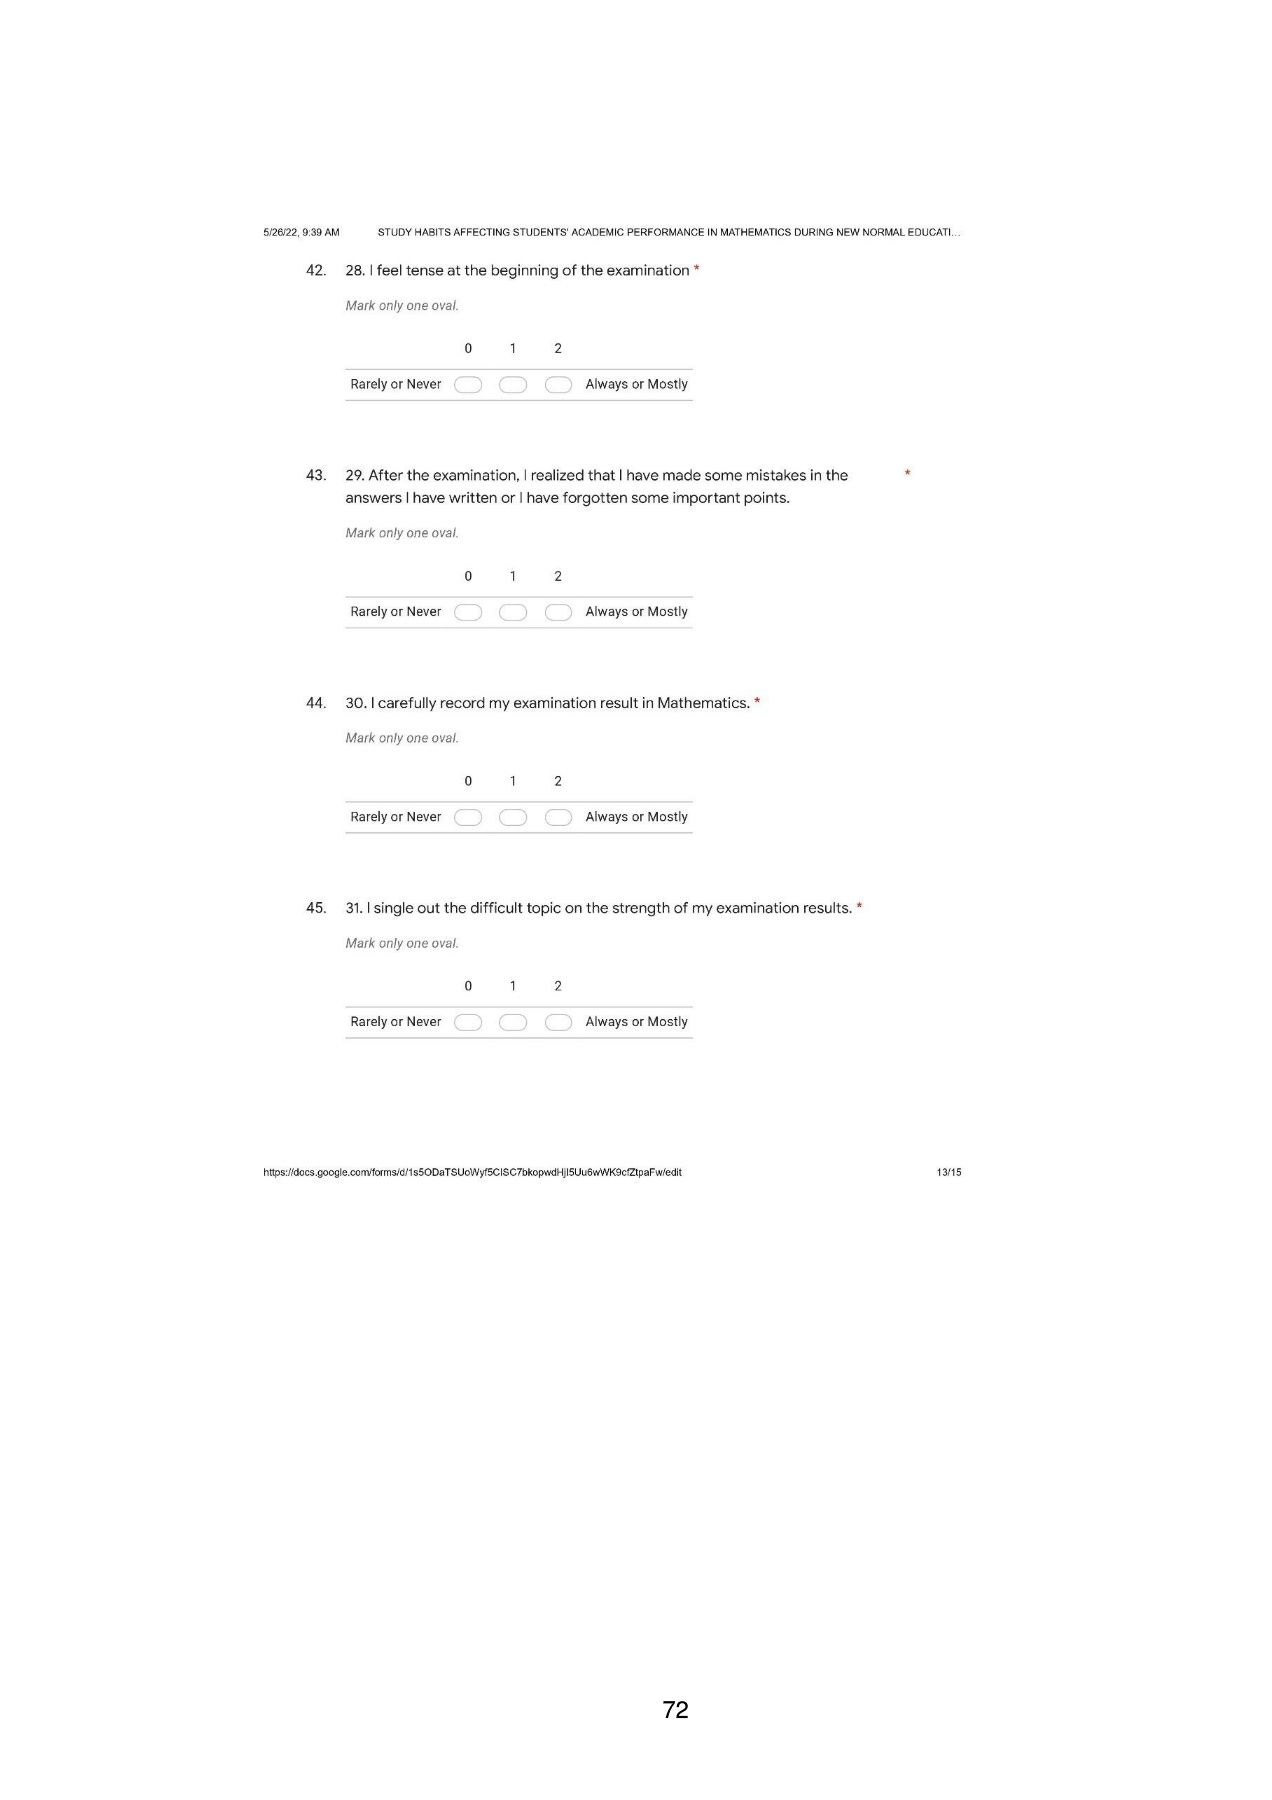 5/26/22, 9:39 AM STUDY HABITS AFFECTING STUDENTS' ACADEMIC PERFORMANCE IN MATHEMATICS DURING NEW NORMAL EDUCATI...
42. 28. I feel tense at the beginning of the examination *
Mark only one oval.
0 1 2
Rarely or Never Always or Mostly
43. 29. After the examination, I realized that I have made some mistakes in the *
answers I have written or I have forgotten some important points.
Mark only one oval.
0 1 2
Rarely or Never Always or Mostly
44. 30. I carefully record my examination result in Mathematics. *
Mark only one oval.
0 1 2
Rarely or Never Always or Mostly
45. 31. I single out the difficult topic on the strength of my examination results. *
Mark only one oval.
0 1 2
Rarely or Never Always or Mostly
https://docs.google.com/forms/d/1s5ODaTSUoWyf5CISC7bkopwdHjI5Uu6wWK9cfZtpaFw/edit 13/15
72